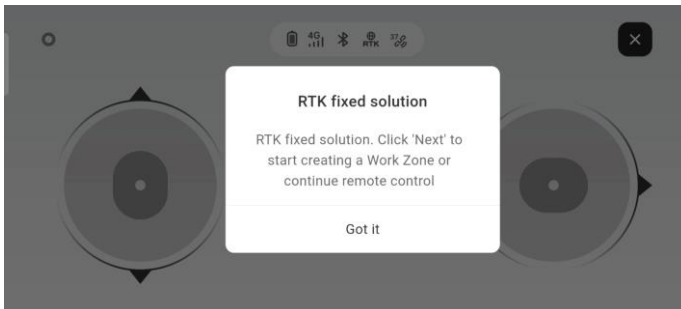 4G
RTK
37
RTK fixed solution
RTK fixed solution. Click 'Next' to
start creating a Work Zone or
continue remote control
Got it